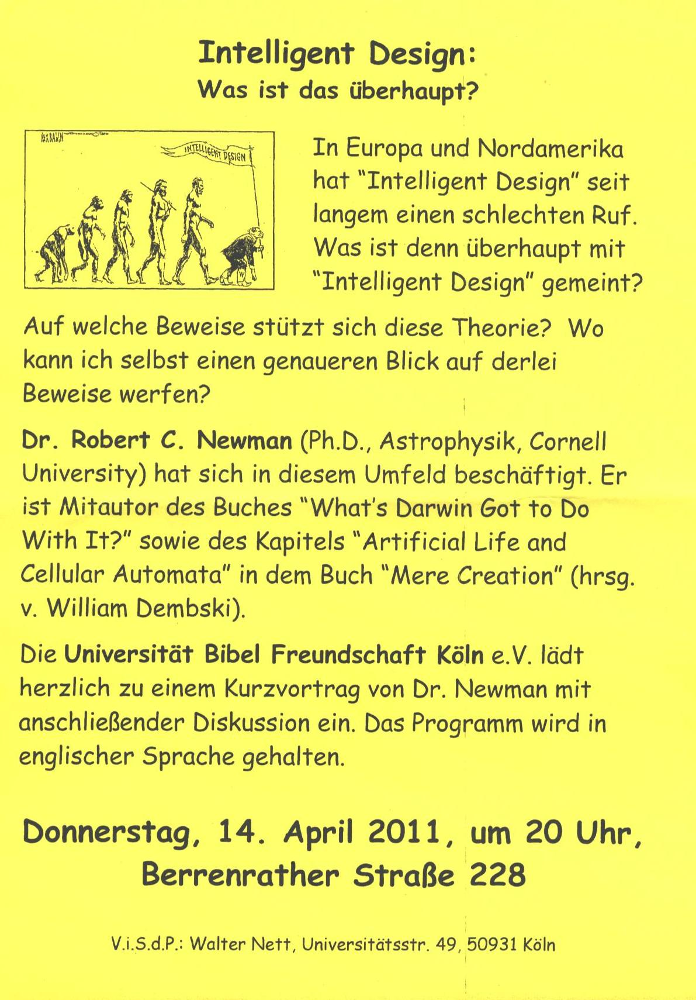 Intelligent Design:
Was ist das überhaupt?
REX BABIN
INTELLIGENT DESIGN
In Europa und Nordamerika
hat "Intelligent Design" seit
langem einen schlechten Ruf.
Was ist denn überhaupt mit
"Intelligent Design" gemeint?
W
Auf welche Beweise stützt sich diese Theorie? Wo
kann ich selbst einen genaueren Blick auf derlei
Beweise werfen?
Dr. Robert C. Newman (Ph.D., Astrophysik, Cornell
University) hat sich in diesem Umfeld beschäftigt. Er
ist Mitautor des Buches "What's Darwin Got to Do
With It?" sowie des Kapitels "Artificial Life and
Cellular Automata" in dem Buch "Mere Creation" (hrsg.
v. William Dembski).
Die Universität Bibel Freundschaft Köln e.V. lädt
herzlich zu einem Kurzvortrag von Dr. Newman mit
anschließender Diskussion ein. Das Programm wird in
englischer Sprache gehalten.
Donnerstag, 14. April 2011, um 20 Uhr,
Berrenrather Straße 228
V.i.S.d.P.: Walter Nett, Universitätsstr. 49, 50931 Köln